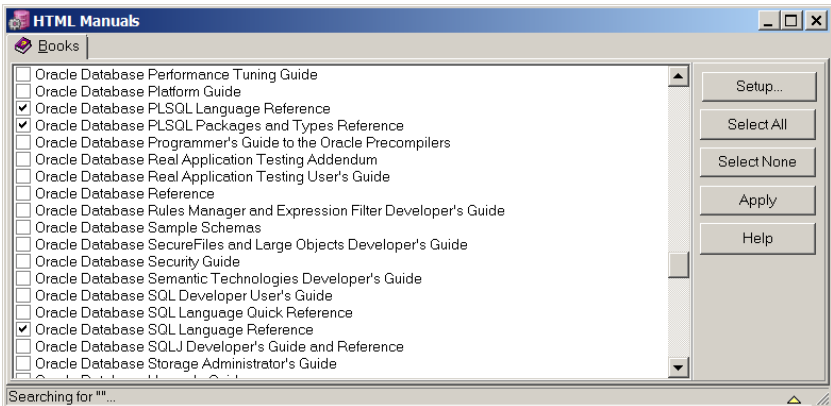 HTML Manuals
Books
Oracle Database Performance Tuning Guide
Oracle Database Platform Guide
Oracle Database PLSQL Language Reference
Oracle Database PLSQL Packages and Types Reference
Oracle Database Programmer's Guide to the Oracle Precompilers
Oracle Database Real Application Testing Addendum
Oracle Database Real Application Testing User's Guide
Oracle Database Reference
Oracle Database Rules Manager and Expression Filter Developer's Guide
Oracle Database Sample Schemas
Oracle Database SecureFiles and Large Objects Developer's Guide
Oracle Database Security Guide
Oracle Database Semantic Technologies Developer's Guide
Oracle Database SQL Developer User's Guide
Oracle Database SQL Language Quick Reference
Oracle Database SQL Language Reference
Oracle Database SQLJ Developer's Guide and Reference
Oracle Database Storage Administrator's Guide
Setup...
Select All
Select None
Apply
Help
Searching for ""...